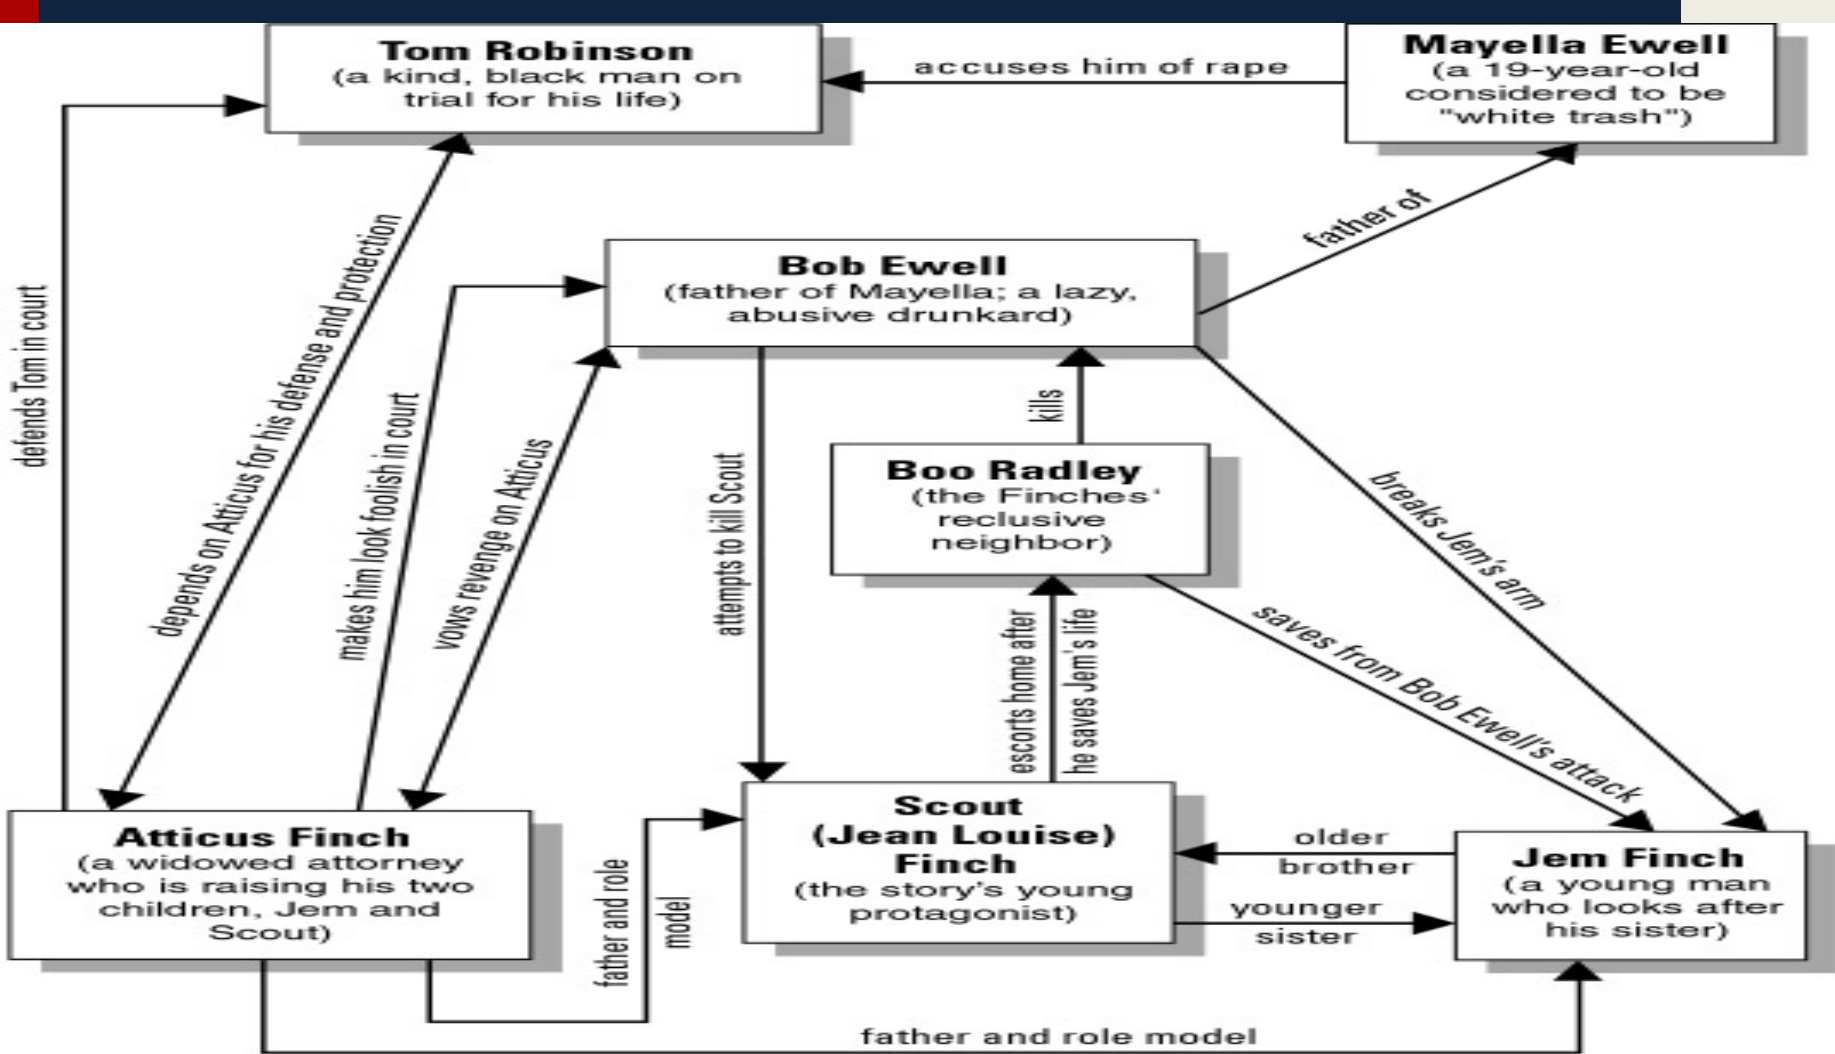 Tom Robinson
(a kind, black man on
trial for his life)
accuses him of rape
Mayella Ewell
(a 19-year-old
considered to be
"white trash")
father of
Bob Ewell
(father of Mayella; a lazy,
abusive drunkard)
defends Tom in court
depends on Atticus for his defense and protection
makes him look foolish in court
vows revenge on Atticus
attempts to kill Scout
kills
Boo Radley
(the Finches'
reclusive
neighbor)
breaks Jem's arm
saves from Bob Ewell's attack
escorts home after
he saves Jem's life
Atticus Finch
(a widowed attorney
who is raising his two
children, Jem and
Scout)
father and role
model
Scout
(Jean Louise)
Finch
(the story's young
protagonist)
older
brother
younger
sister
Jem Finch
(a young man
who looks after
his sister)
father and role model